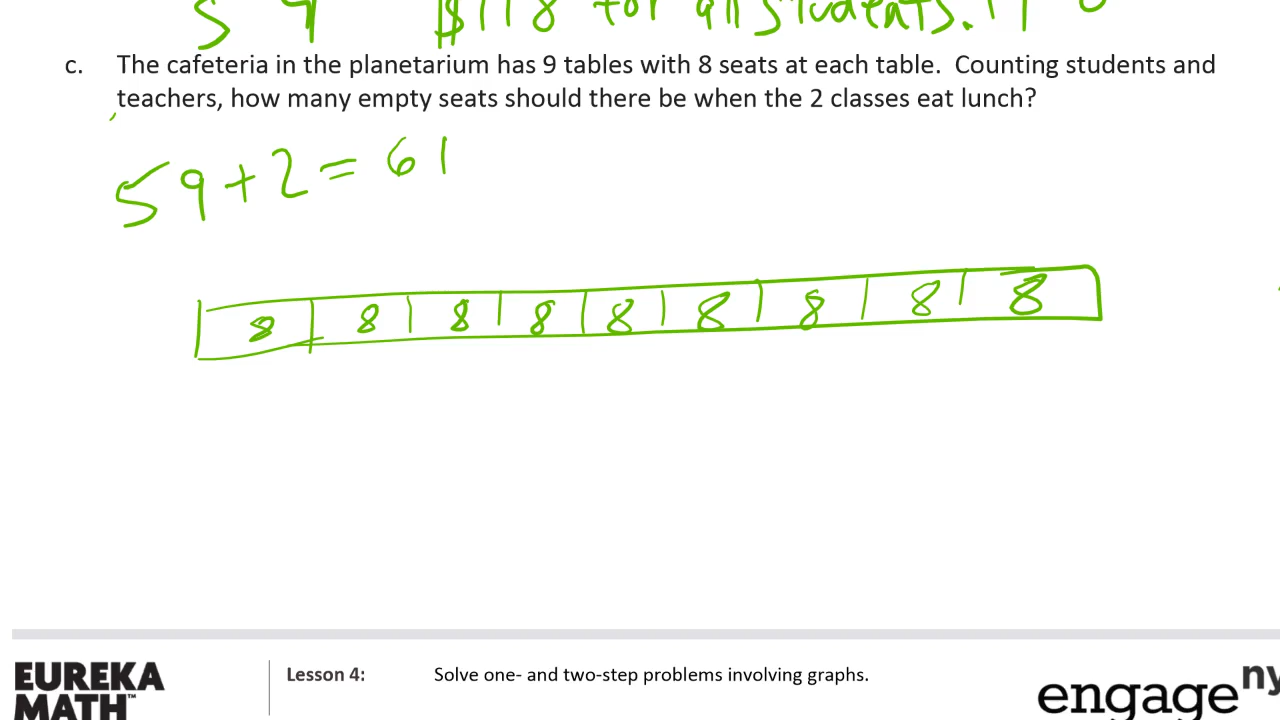 59 $118 for all students.
c. The cafeteria in the planetarium has 9 tables with 8 seats at each table. Counting students and
teachers, how many empty seats should there be when the 2 classes eat lunch?
59+2=61
8 8 8 8 8 8 8 8 8
EUREKA
MATH™
Lesson 4: Solve one- and two-step problems involving graphs.
engage ny